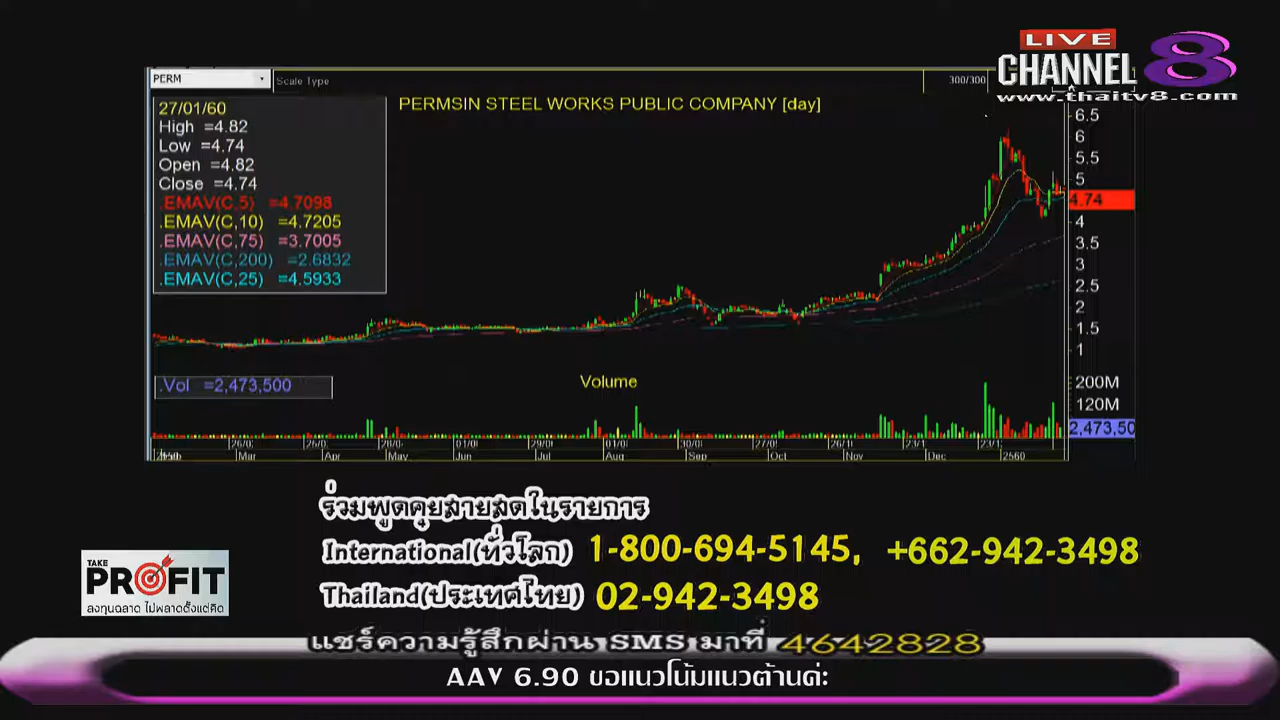 LIVE
CHANNEL 8
www.thaitv8.com
PERM
Scale Type
300/300
27/01/60
High =4.82
Low =4.74
Open =4.82
Close =4.74
.EMAV(C,5) =4.7098
.EMAV(C,10) =4.7205
.EMAV(C,75) =3.7005
.EMAV(C,200) =2.6832
.EMAV(C,25) =4.5933
PERMSIN STEEL WORKS PUBLIC COMPANY [day]
6.5
6
5.5
5
4.74
4
3.5
3
2.5
2
1.5
1
.Vol =2,473,500
Volume
200M
120M
2,473,50
Mar Apr May Jun Jul Aug Sep Oct Nov Dec 2560
ร่วมพูดคุยสายสดในรายการ
International(ทั่วโลก) 1-800-694-5145, +662-942-3498
Thailand(ประเทศไทย) 02-942-3498
TAKE
PROFIT
ลงทุนฉลาด ไม่พลาดตั้งแต่คิด
แชร์ความรู้สึกผ่าน SMS มาที่ 4642828
AAV 6.90 ขอแนวโน้มแนวต้านค่ะ